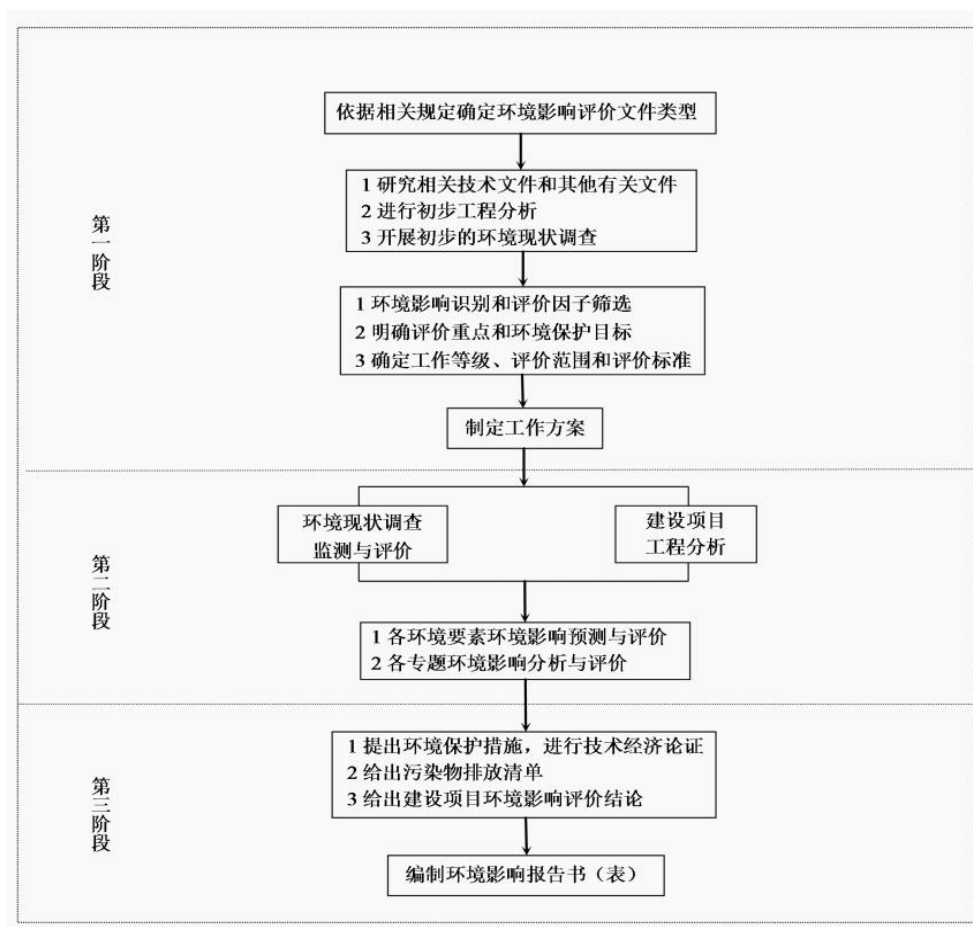 依据相关规定确定环境影响评价文件类型
1 研究相关技术文件和其他有关文件
2 进行初步工程分析
3 开展初步的环境现状调查
第一阶段
1 环境影响识别和评价因子筛选
2 明确评价重点和环境保护目标
3 确定工作等级、评价范围和评价标准
制定工作方案
环境现状调查
监测与评价
建设项目
工程分析
第二阶段
1 各环境要素环境影响预测与评价
2 各专题环境影响分析与评价
1 提出环境保护措施，进行技术经济论证
2 给出污染物排放清单
3 给出建设项目环境影响评价结论
第三阶段
编制环境影响报告书（表）